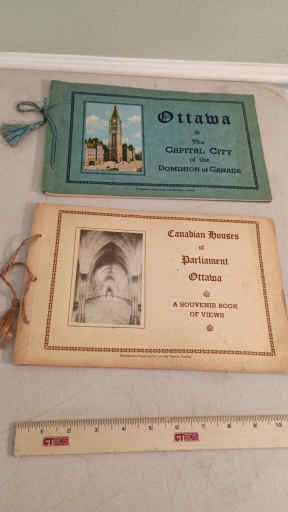 Ottawa
The
CAPITAL CITY
of the
DOMINION of CANADA
Canadian Houses
of
Parliament
Ottawa
A SOUVENIR BOOK
OF VIEWS